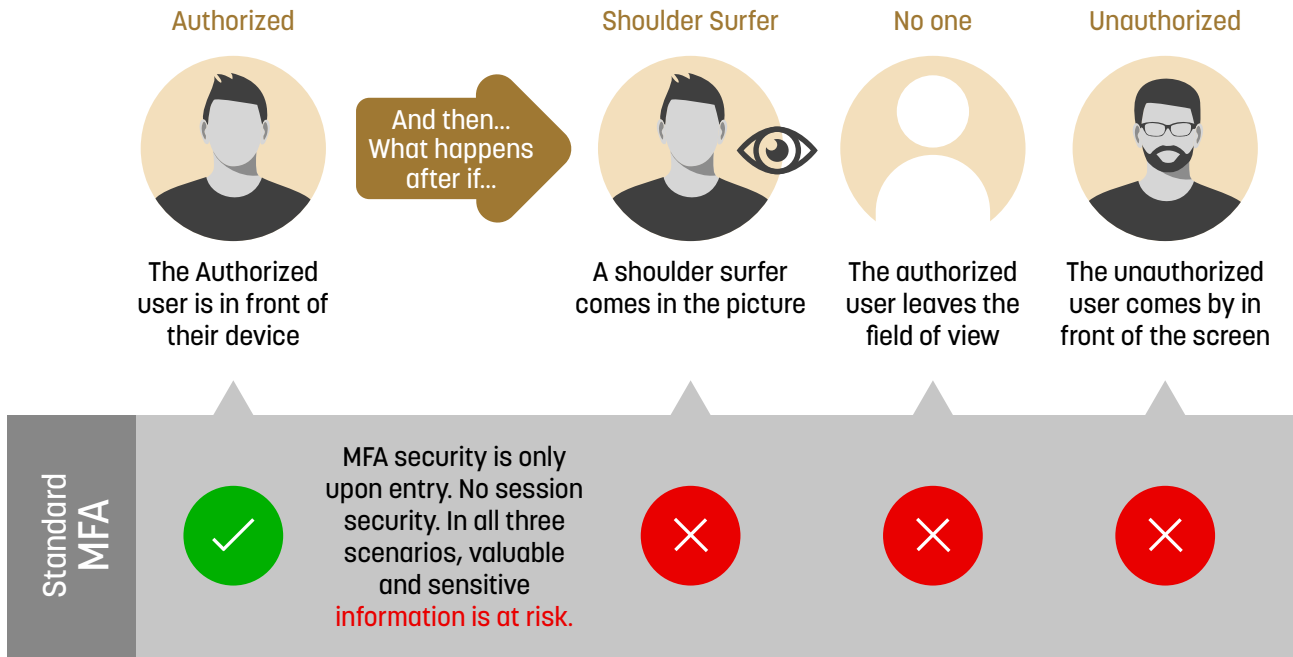 Authorized
Shoulder Surfer
No one
Unauthorized
And then...
What happens
after if...
The Authorized
user is in front of
their device
A shoulder surfer
comes in the picture
The authorized
user leaves the
field of view
The unauthorized
user comes by in
front of the screen
Standard
MFA
MFA security is only
upon entry. No session
security. In all three
scenarios, valuable
and sensitive
information is at risk.